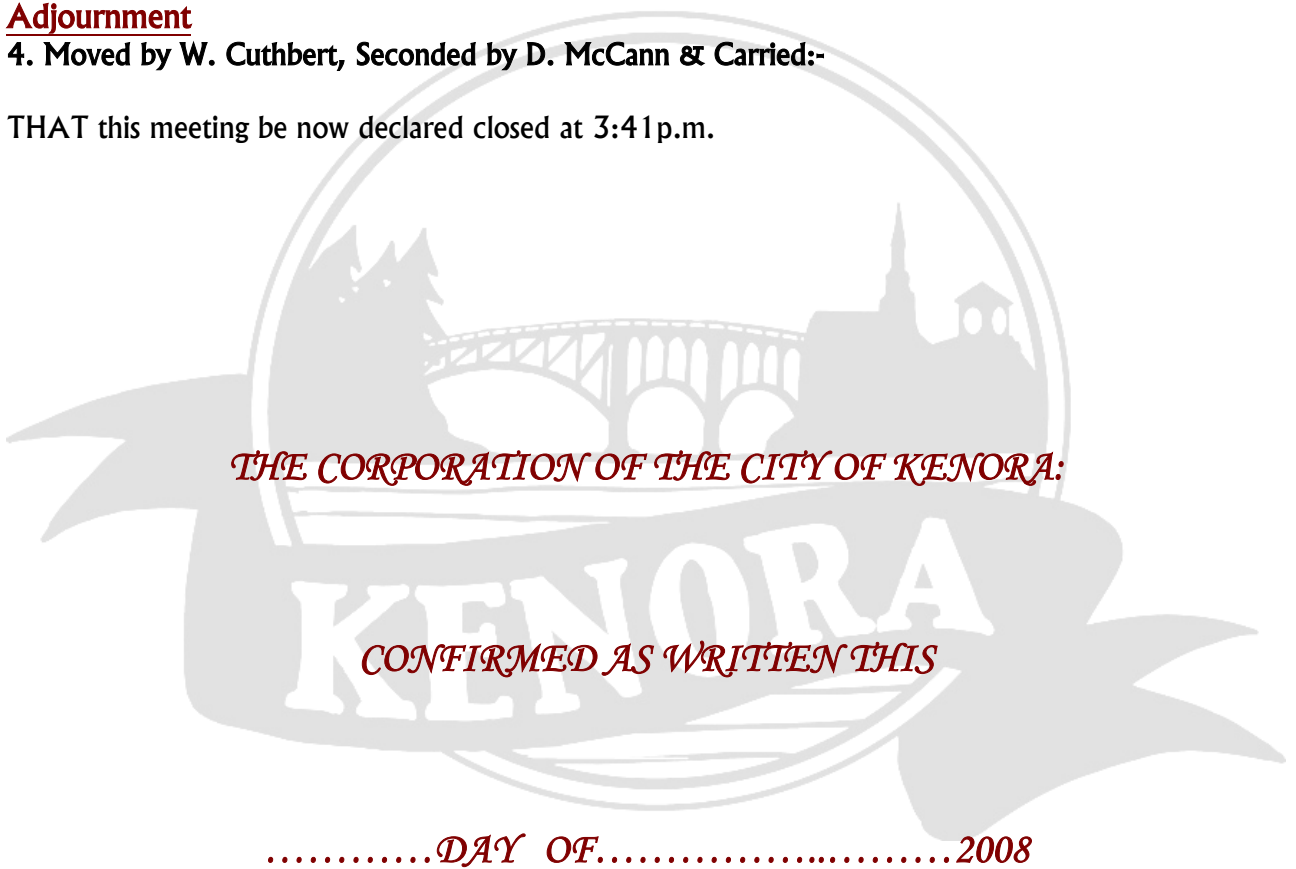 Adjournment
4. Moved by W. Cuthbert, Seconded by D. McCann & Carried:-
THAT this meeting be now declared closed at 3:41p.m.
THE CORPORATION OF THE CITY OF KENORA:
KENORA
CONFIRMED AS WRITTEN THIS
…………DAY OF……………..………2008